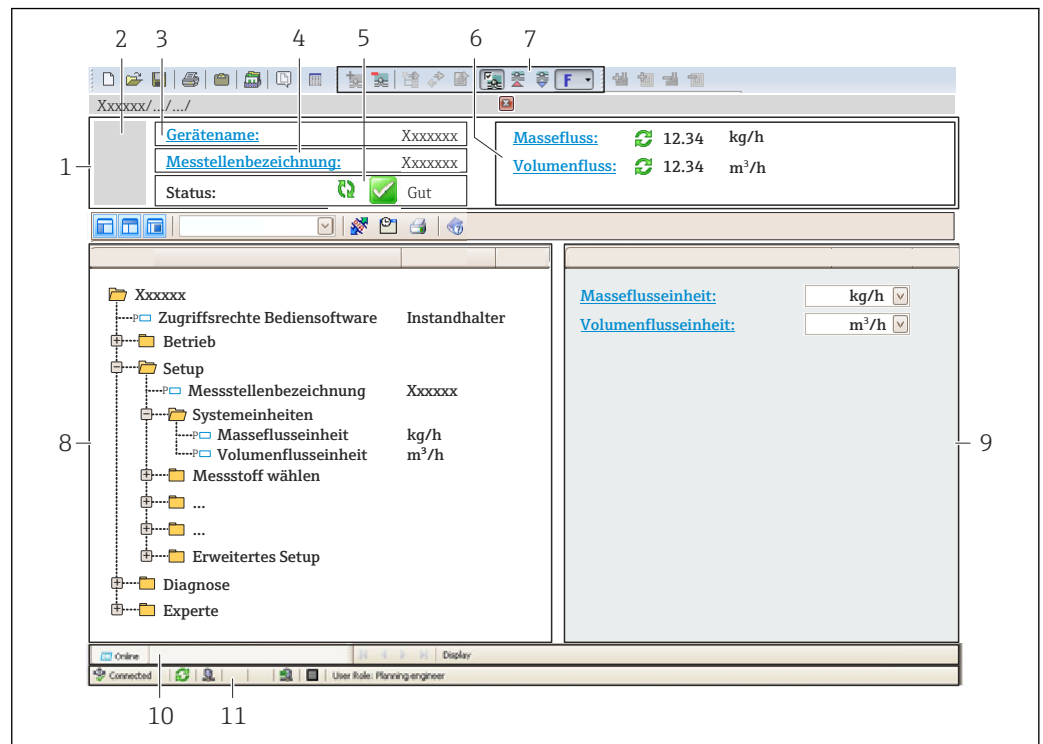 2 3 4 5 6 7
F
Xxxxxx/.../.../
1
Gerätename: Xxxxxxx
Messtellenbezeichnung: Xxxxxxx
Status: Gut
Massefluss: 12.34 kg/h
Volumenfluss: 12.34 m³/h
Xxxxxx
Zugriffsrechte Bediensoftware Instandhalter
Betrieb
Setup
P Messstellenbezeichnung Xxxxxx
Systemeinheiten
P Masseflusseinheit kg/h
P Volumenflusseinheit m³/h
Messstoff wählen
...
...
Erweitertes Setup
Diagnose
Experte
8
Masseflusseinheit: kg/h
Volumenflusseinheit: m³/h
9
Online Display
Connected User Role: Planning engineer
10 11